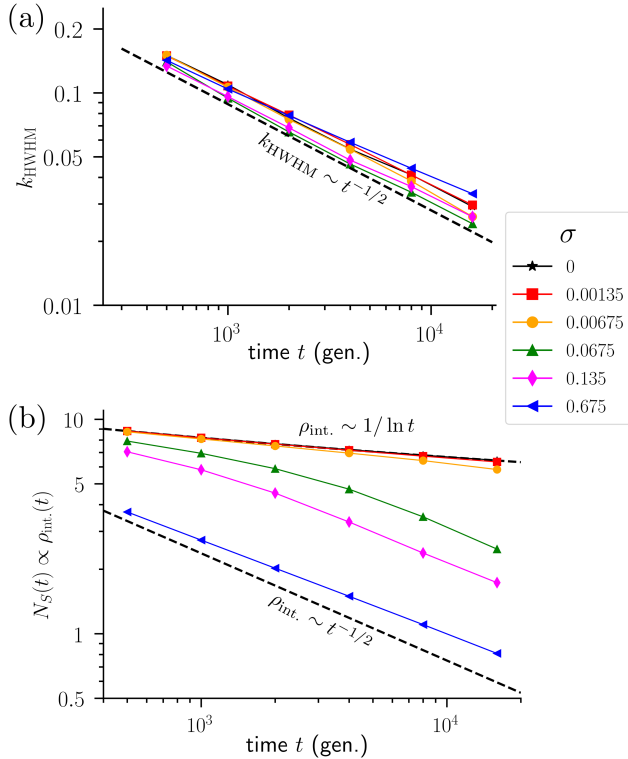 (a)
0.2
0.1
0.05
0.01
k_HWHM
k_HWHM ∼ t^{-1/2}
10^3
10^4
time t (gen.)
σ
0
0.00135
0.00675
0.0675
0.135
0.675
(b)
10
5
1
0.5
N_S(t) ∝ ρ_int.(t)
ρ_int. ∼ 1/ ln t
ρ_int. ∼ t^{-1/2}
10^3
10^4
time t (gen.)